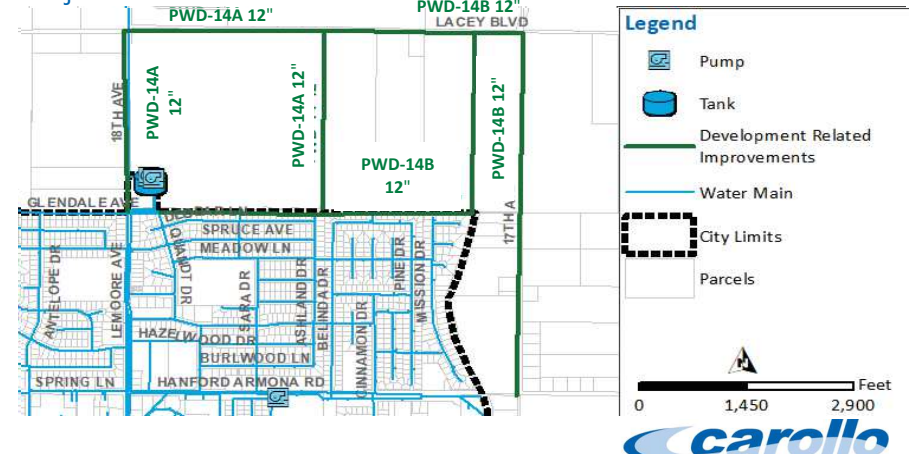 PWD-14A 12"
PWD-14B 12"
LACEY BLVD
18TH AVE
PWD-14A
12"
PWD-14A 12"
PWD-14B
12"
PWD-14B 12"
17TH A
GLENDALE AVE
SPRUCE AVE
MEADOW LN
QUANDT DR
ANTELOPE DR
LEMOORE AVE
SARA DR
ASHLAND DR
BELINDA DR
PINE DR
MISSION DR
CINNAMON DR
HAZELWOOD DR
BURLWOOD LN
SPRING LN
HANFORD ARMONA RD
Legend
Pump
Tank
Development Related
Improvements
Water Main
City Limits
Parcels
N
Feet
0 1,450 2,900
carollo